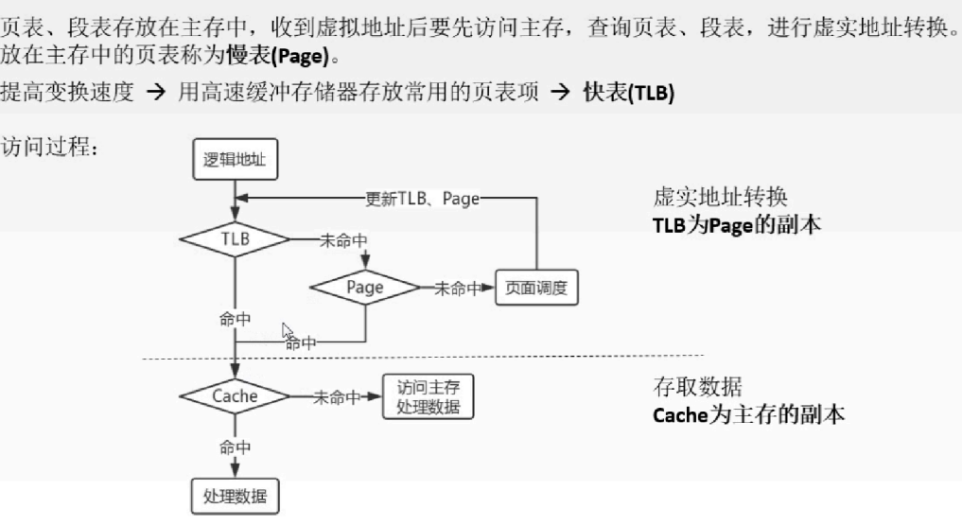 页表、段表存放在主存中，收到虚拟地址后要先访问主存，查询页表、段表，进行虚实地址转换。
放在主存中的页表称为慢表(Page)。
提高变换速度 → 用高速缓冲存储器存放常用的页表项 → 快表(TLB)
访问过程：
逻辑地址
更新TLB、Page
虚实地址转换
TLB为Page的副本
TLB
未命中
Page
未命中
页面调度
命中
命中
Cache
未命中
访问主存
处理数据
存取数据
Cache为主存的副本
命中
处理数据